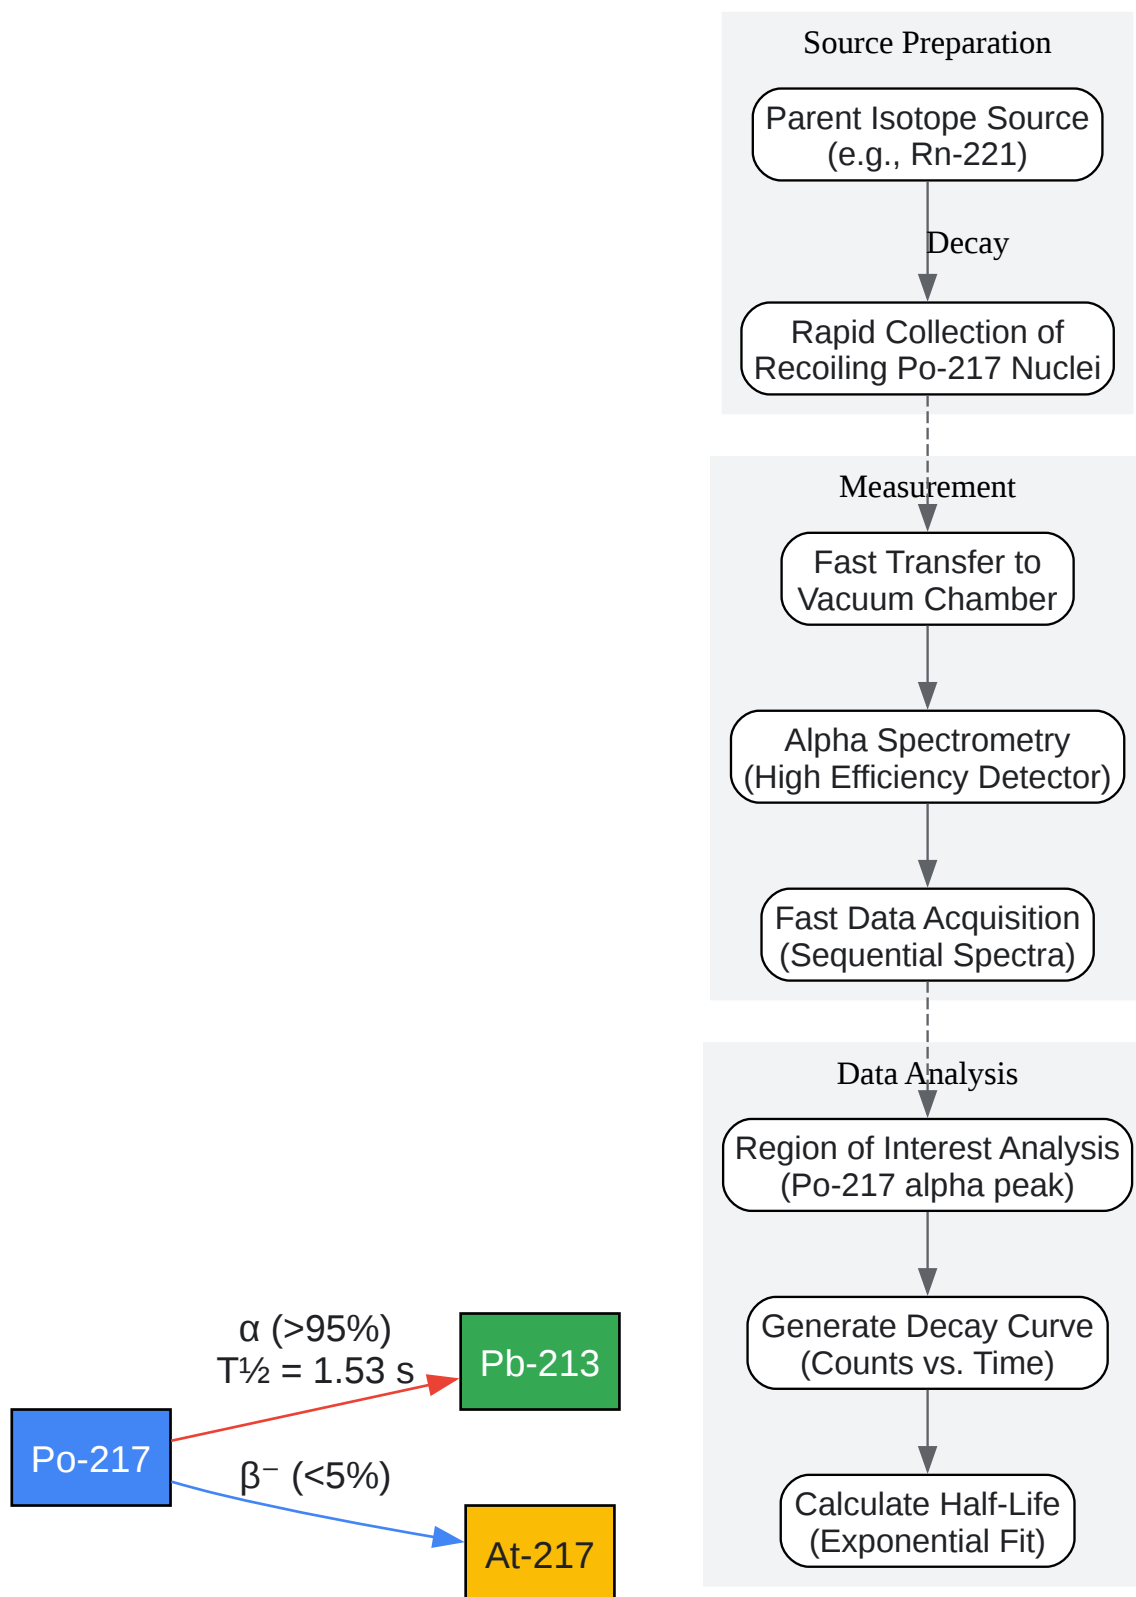 Source Preparation
Parent Isotope Source
(e.g., Rn-221)
Decay
Rapid Collection of
Recoiling Po-217 Nuclei
Measurement
Fast Transfer to
Vacuum Chamber
Alpha Spectrometry
(High Efficiency Detector)
Fast Data Acquisition
(Sequential Spectra)
Data Analysis
Region of Interest Analysis
(Po-217 alpha peak)
Generate Decay Curve
(Counts vs. Time)
Calculate Half-Life
(Exponential Fit)
Po-217
α (>95%)
T½ = 1.53 s
Pb-213
β⁻ (<5%)
At-217